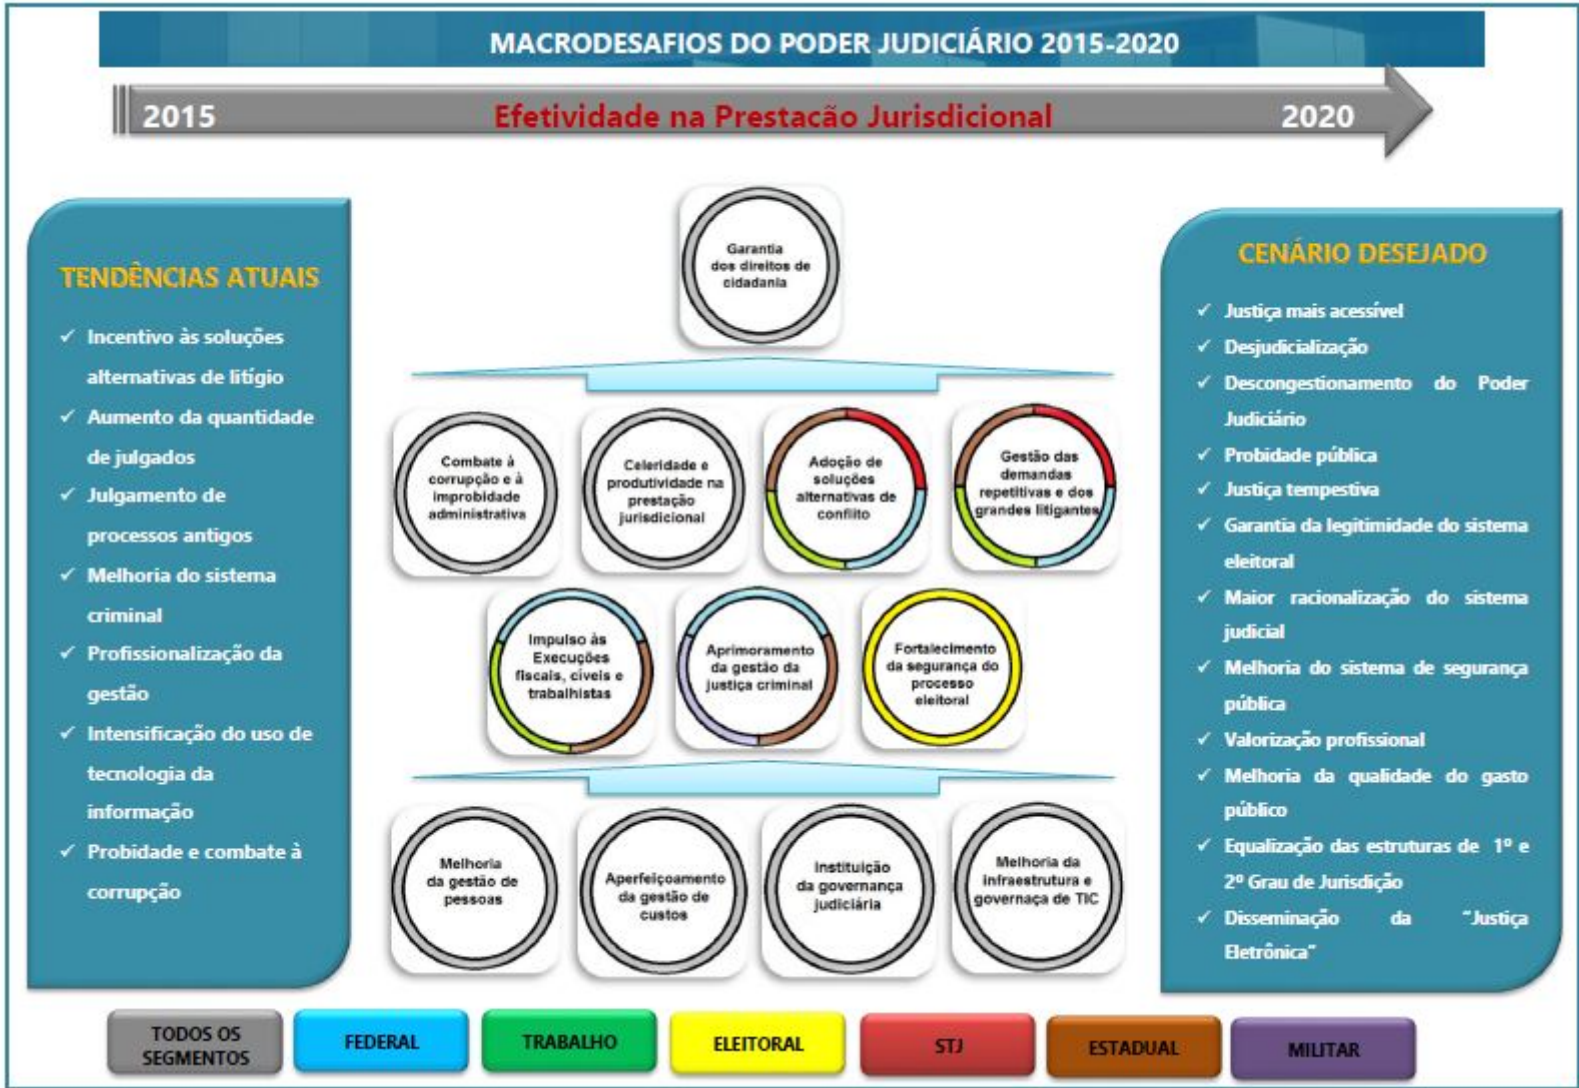 MACRODESAFIOS DO PODER JUDICIÁRIO 2015-2020
2015
Efetividade na Prestacão Jurisdicional
2020
TENDÊNCIAS ATUAIS
✓ Incentivo às soluções
alternativas de litígio
✓ Aumento da quantidade
de julgados
✓ Julgamento de
processos antigos
✓ Melhoria do sistema
criminal
✓ Profissionalização da
gestão
✓ Intensificação do uso de
tecnologia da
informação
✓ Probidade e combate à
corrupção
Garantia
dos direitos de
cidadania
Combate à
corrupção e à
improbidade
administrativa
Celeridade e
produtividade na
prestação
jurisdicional
Adoção de
soluções
alternativas de
conflito
Gestão das
demandas
repetitivas e dos
grandes litigantes
Impulso às
Execuções
fiscais, cíveis e
trabalhistas
Aprimoramento
da gestão da
justiça criminal
Fortalecimento
da segurança do
processo
eleitoral
Melhoria
da gestão de
pessoas
Aperfeiçoamento
da gestão de
custos
Instituição
da governança
judiciária
Melhoria da
infraestrutura e
governaça de TIC
CENÁRIO DESEJADO
✓ Justiça mais acessível
✓ Desjudicialização
✓ Descongestionamento do Poder
Judiciário
✓ Probidade pública
✓ Justiça tempestiva
✓ Garantia da legitimidade do sistema
eleitoral
✓ Maior racionalização do sistema
judicial
✓ Melhoria do sistema de segurança
pública
✓ Valorização profissional
✓ Melhoria da qualidade do gasto
público
✓ Equalização das estruturas de 1º e
2º Grau de Jurisdição
✓ Disseminação da "Justiça
Eletrônica"
TODOS OS
SEGMENTOS
FEDERAL
TRABALHO
ELEITORAL
STJ
ESTADUAL
MILITAR